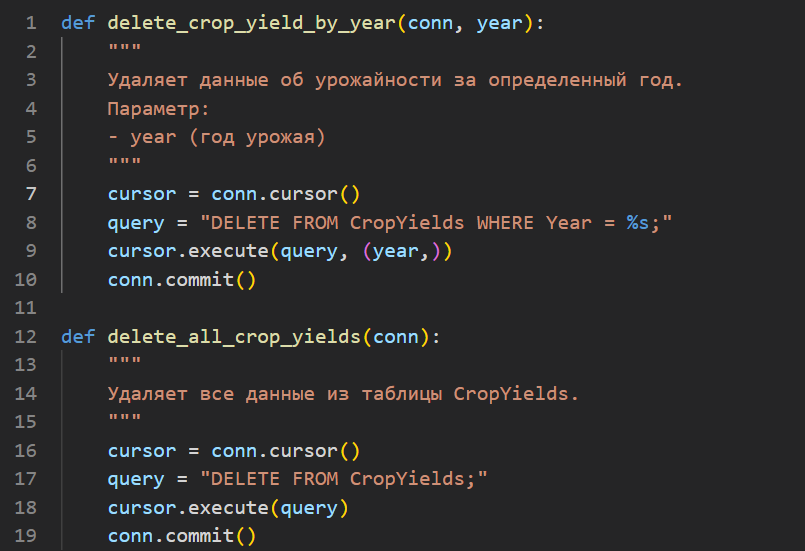 1 def delete_crop_yield_by_year(conn, year):
2 """
3 Удаляет данные об урожайности за определенный год.
4 Параметр:
5 - year (год урожая)
6 """
7 cursor = conn.cursor()
8 query = "DELETE FROM CropYields WHERE Year = %s;"
9 cursor.execute(query, (year,))
10 conn.commit()
11
12 def delete_all_crop_yields(conn):
13 """
14 Удаляет все данные из таблицы CropYields.
15 """
16 cursor = conn.cursor()
17 query = "DELETE FROM CropYields;"
18 cursor.execute(query)
19 conn.commit()